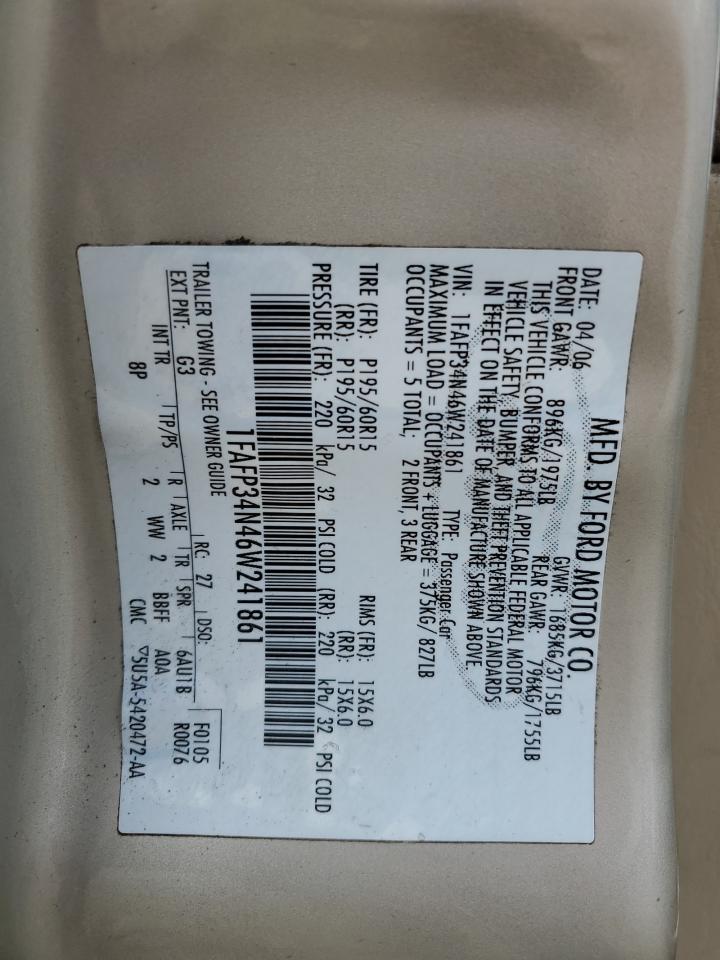 MFD. BY FORD MOTOR CO.
DATE: 04/06 GVWR: 1685KG/3715LB
FRONT GAWR: 896KG/1975LB REAR GAWR: 796KG/1755LB
THIS VEHICLE CONFORMS TO ALL APPLICABLE FEDERAL MOTOR
VEHICLE SAFETY, BUMPER, AND THEFT PREVENTION STANDARDS
IN EFFECT ON THE DATE OF MANUFACTURE SHOWN ABOVE.
VIN: 1FAFP34N46W241861 TYPE: Passenger Car
MAXIMUM LOAD = OCCUPANTS + LUGGAGE = 375KG/ 827LB
OCCUPANTS = 5 TOTAL; 2 FRONT, 3 REAR
TIRE (FR): P195/60R15 RIMS (FR): 15X6.0
(RR): P195/60R15 (RR): 15X6.0
PRESSURE (FR): 220 kPa/ 32 PSI COLD (RR): 220 kPa/ 32 PSI COLD
1FAFP34N46W241861
TRAILER TOWING - SEE OWNER GUIDE
F0105
EXT PNT: G3 RC: 27 DSO: R0076
INT TR TP/PS R AXLE TR SPR 6AU1B
8P 2 WW 2 BBFF A0A
CMC ▽5U5A-5420472-AA